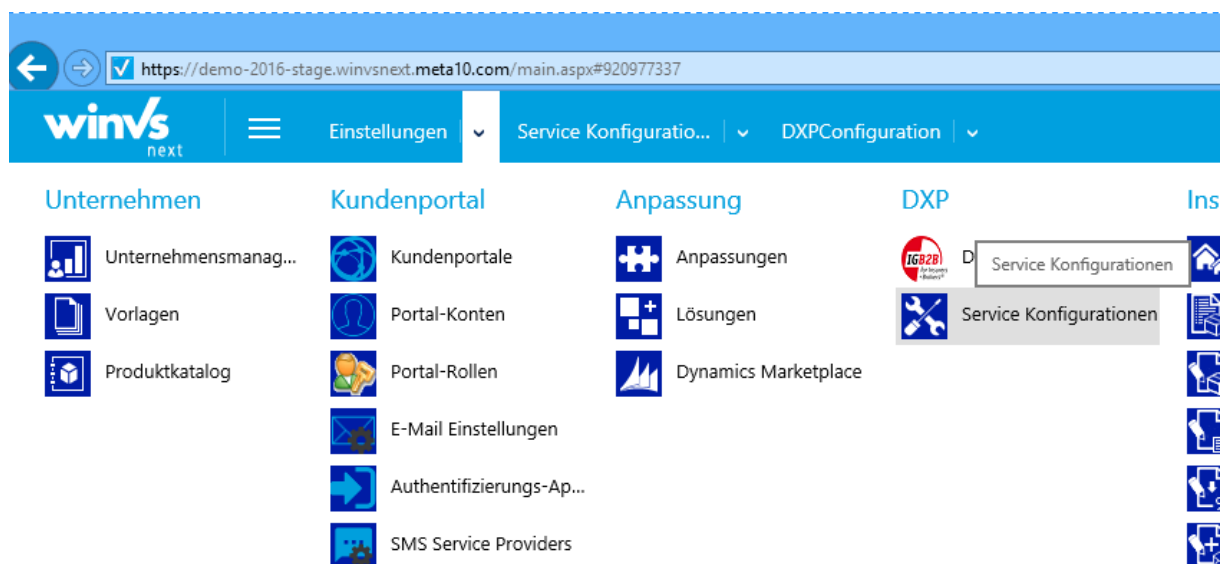 https://demo-2016-stage.winvsnext.meta10.com/main.aspx#920977337
winvs
next
Einstellungen
Service Konfiguratio...
DXPConfiguration
Unternehmen
Unternehmensmanag...
Vorlagen
Produktkatalog
Kundenportal
Kundenportale
Portal-Konten
Portal-Rollen
E-Mail Einstellungen
Authentifizierungs-Ap...
SMS Service Providers
Anpassung
Anpassungen
Lösungen
Dynamics Marketplace
DXP
IGB2B
D
Service Konfigurationen
Service Konfigurationen
Ins